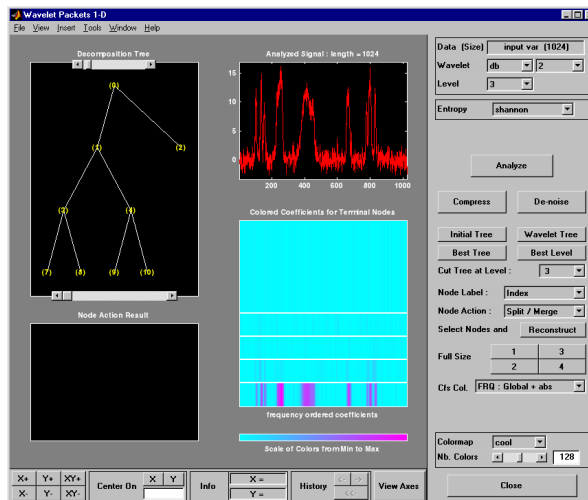 Wavelet Packets 1-D
File View Insert Tools Window Help
Decomposition Tree
(0)
(1) (2)
(3) (4)
(7) (8) (9) (10)
Node Action Result
Analyzed Signal : length = 1024
15
10
5
0
200 400 600 800 1000
Colored Coefficients for Terminal Nodes
frequency ordered coefficients
Scale of Colors from Min to Max
Data (Size) input var (1024)
Wavelet db 2
Level 3
Entropy shannon
Analyze
Compress De-noise
Initial Tree Wavelet Tree
Best Tree Best Level
Cut Tree at Level : 3
Node Label : Index
Node Action : Split / Merge
Select Nodes and Reconstruct
Full Size 1 3
2 4
Cfs Col. FRQ : Global + abs
Colormap cool
Nb. Colors 128
Close
X+ Y+ XY+
X- Y- XY-
Center On X Y
Info X =
Y =
History <- ->
<<-
View Axes